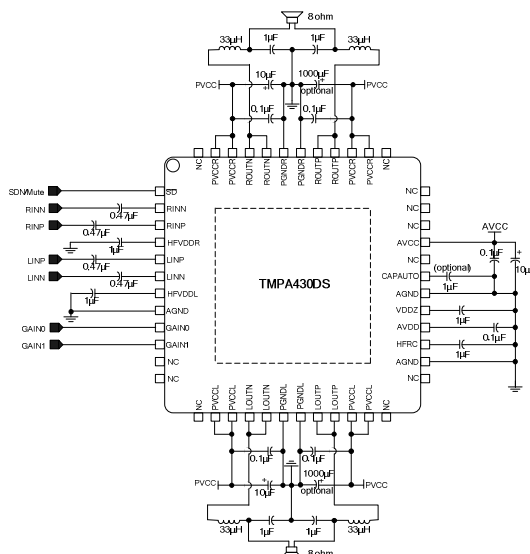 8 ohm
33μH 1μF 1μF 33μH
PVCC 10μF + 1000μF + PVCC
optional)
0.1μF 0.1μF
NC PVCCR PVCCR ROUTN ROUTN PGNDR PGNDR ROUTP ROUTP PVCCR PVCCR NC
SDN/Mute SD NC
RINN 0.47μF RINN NC
RINP 0.47μF RINP NC
AVCC
1μF HFVDDR AVCC 0.1μF + 10μ
LINP 0.47μF LINP NC
LINN 0.47μF LINN CAPAUTO (optional) 1μF
TMPA430DS
1μF HFVDDL AGND
AGND VDDZ 1μF
GAIN0 GAIN0 AVDD 0.1μF
GAIN1 GAIN1 HFRC 1μF
NC AGND
NC NC
NC PVCCL PVCCL LOUTN LOUTN PGNDL PGNDL LOUTP LOUTP PVCCL PVCCL NC
0.1μF 0.1μF
PVCC + 10μF 1000μF + PVCC
optional
33μH 1μF 1μF 33μH
8 ohm